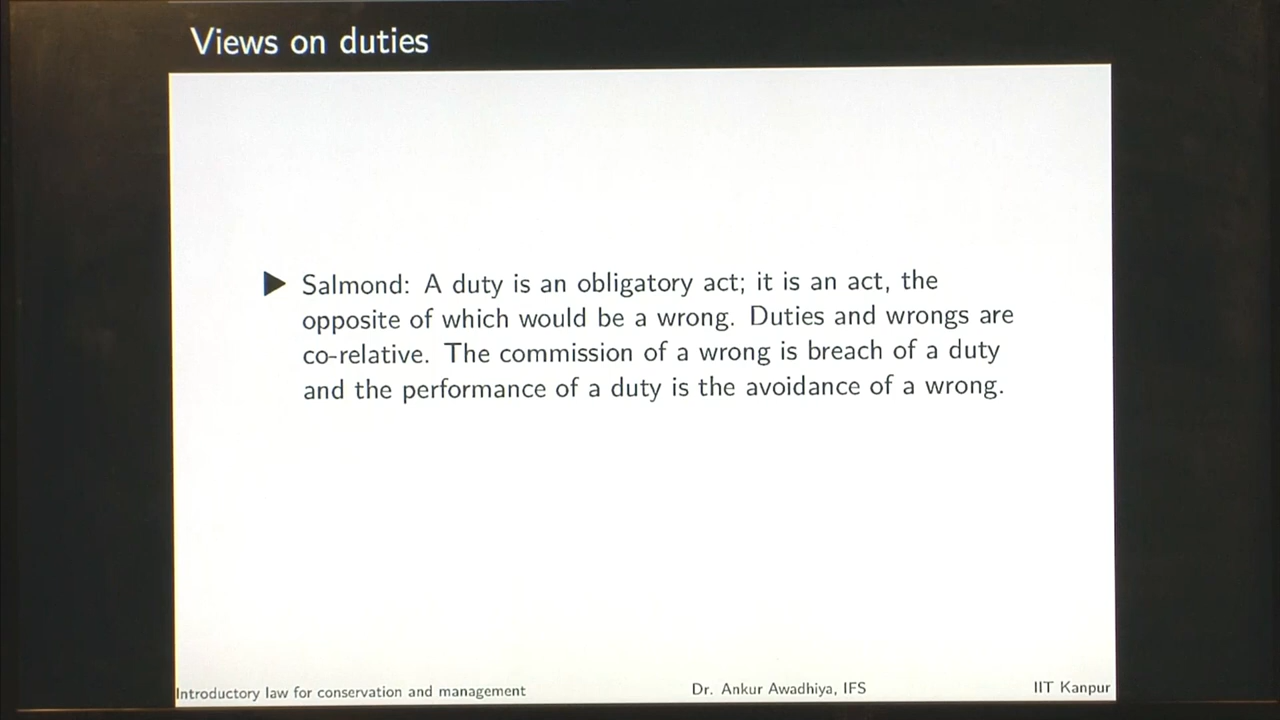 Views on duties
Salmond: A duty is an obligatory act; it is an act, the
opposite of which would be a wrong. Duties and wrongs are
co-relative. The commission of a wrong is breach of a duty
and the performance of a duty is the avoidance of a wrong.
Introductory law for conservation and management Dr. Ankur Awadhiya, IFS IIT Kanpur